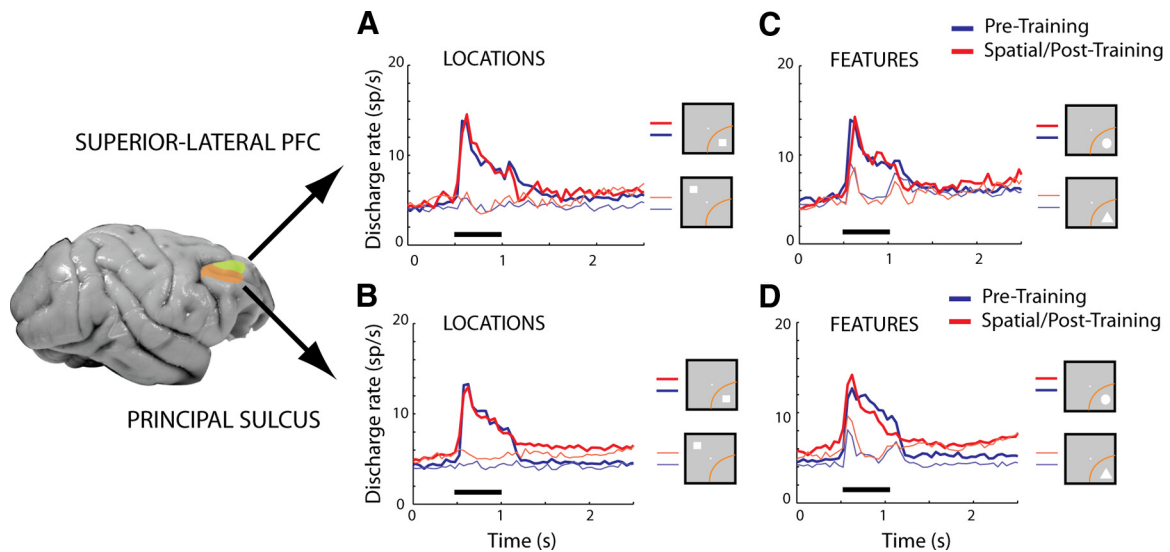 A
LOCATIONS
Discharge rate (sp/s)
20
10
0
0
1
2
C
FEATURES
Pre-Training
Spatial/Post-Training
20
10
0
0
1
2
SUPERIOR-LATERAL PFC
PRINCIPAL SULCUS
B
LOCATIONS
Discharge rate (sp/s)
20
10
0
0
1
2
Time (s)
D
FEATURES
Pre-Training
Spatial/Post-Training
20
10
0
0
1
2
Time (s)